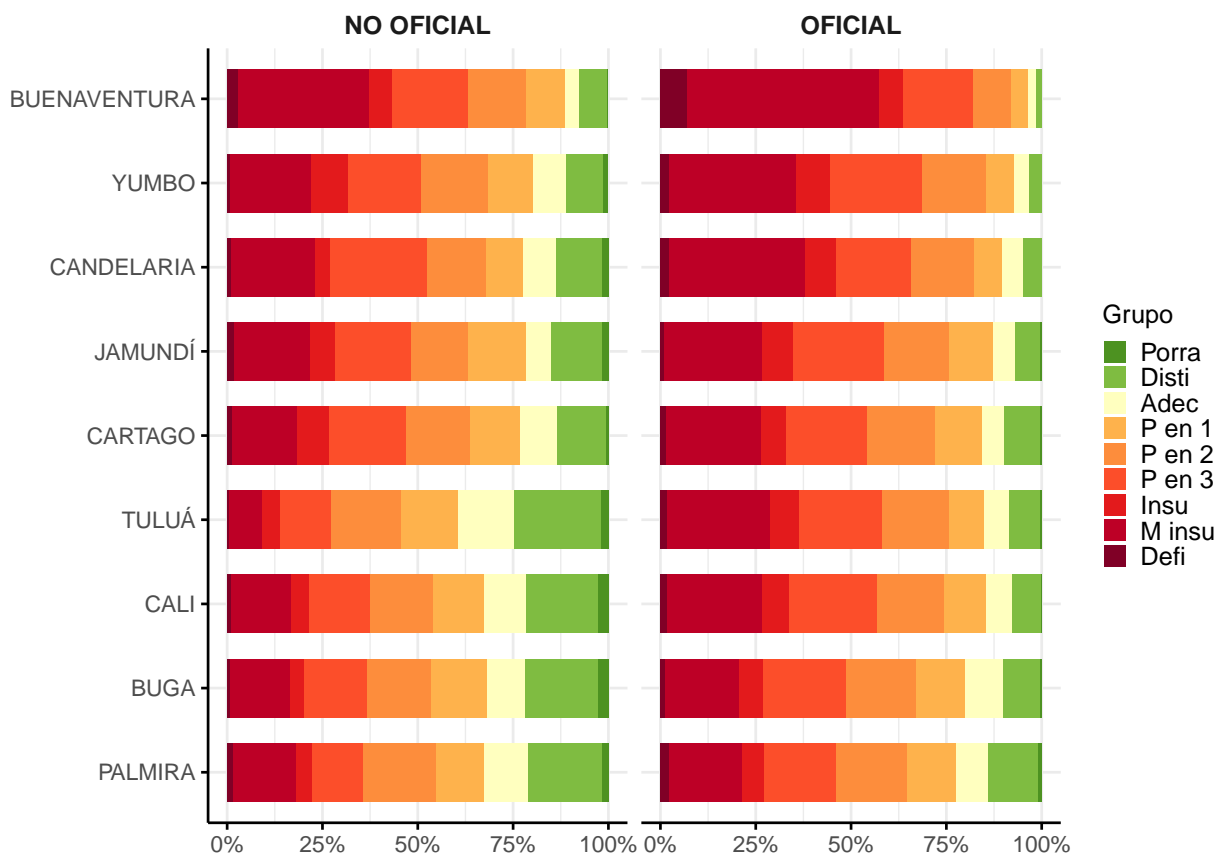 NO OFICIAL
OFICIAL
BUENAVENTURA
YUMBO
CANDELARIA
JAMUNDÍ
CARTAGO
TULUÁ
CALI
BUGA
PALMIRA
0% 25% 50% 75% 100%
0% 25% 50% 75% 100%
Grupo
Porra
Disti
Adec
P en 1
P en 2
P en 3
Insu
M insu
Defi